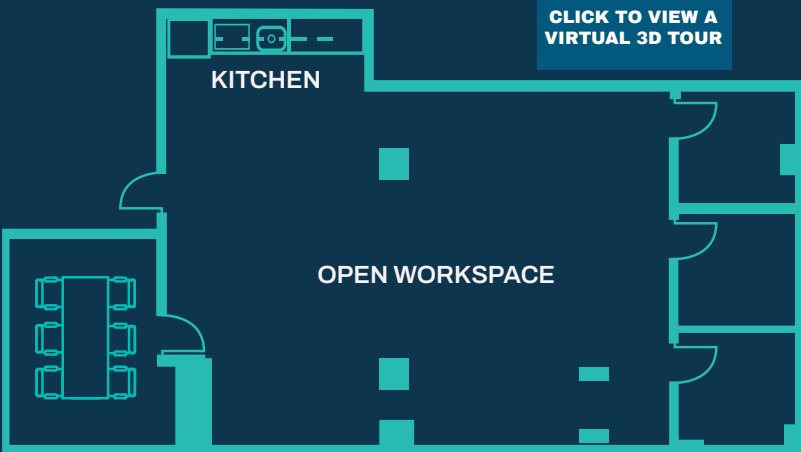 CLICK TO VIEW A
VIRTUAL 3D TOUR
KITCHEN
OPEN WORKSPACE